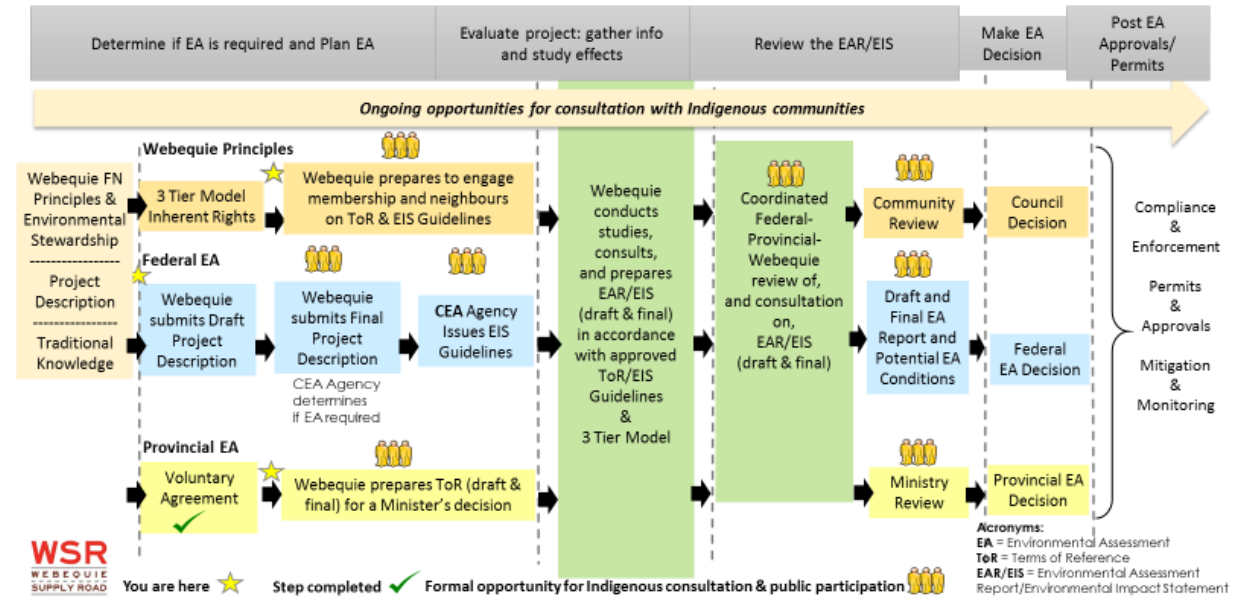 Determine if EA is required and Plan EA
Evaluate project: gather info
and study effects
Review the EAR/EIS
Make EA
Decision
Post EA
Approvals/
Permits
Ongoing opportunities for consultation with Indigenous communities
Webequie FN
Principles &
Environmental
Stewardship
-----------------
Project
Description
----------------
Traditional
Knowledge
Webequie Principles
3 Tier Model
Inherent Rights
Webequie prepares to engage
membership and neighbours
on ToR & EIS Guidelines
Federal EA
Webequie
submits Draft
Project
Description
Webequie
submits Final
Project
Description
CEA Agency
determines
if EA required
CEA Agency
Issues EIS
Guidelines
Provincial EA
Voluntary
Agreement
Webequie prepares ToR (draft &
final) for a Minister's decision
Webequie
conducts
studies,
consults,
and prepares
EAR/EIS
(draft & final)
in accordance
with approved
ToR/EIS
Guidelines
&
3 Tier Model
Coordinated
Federal-
Provincial-
Webequie
review of,
and consultation
on,
EAR/EIS
(draft & final)
Community
Review
Council
Decision
Draft and
Final EA
Report and
Potential EA
Conditions
Federal
EA Decision
Ministry
Review
Provincial EA
Decision
Compliance
&
Enforcement
Permits
&
Approvals
Mitigation
&
Monitoring
Acronyms:
EA = Environmental Assessment
ToR = Terms of Reference
EAR/EIS = Environmental Assessment
Report/Environmental Impact Statement
WSR
WEBEQUIE
SUPPLY ROAD
You are here
Step completed
Formal opportunity for Indigenous consultation & public participation